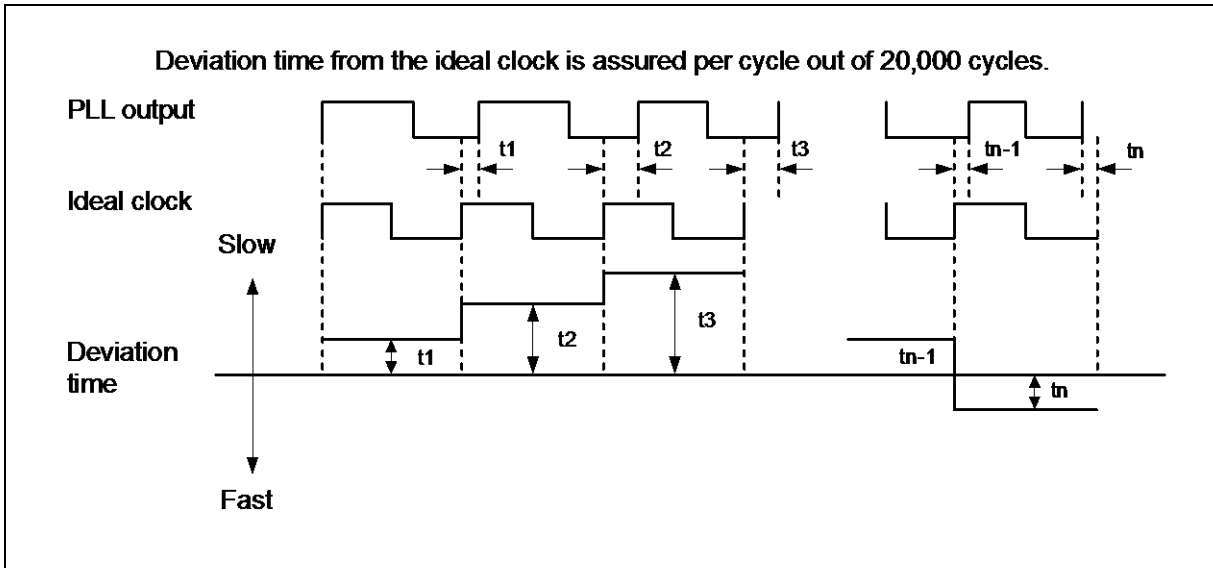 Deviation time from the ideal clock is assured per cycle out of 20,000 cycles.
PLL output
t1
t2
t3
tn-1
tn
Ideal clock
Slow
Deviation
time
t1
t2
t3
tn-1
tn
Fast